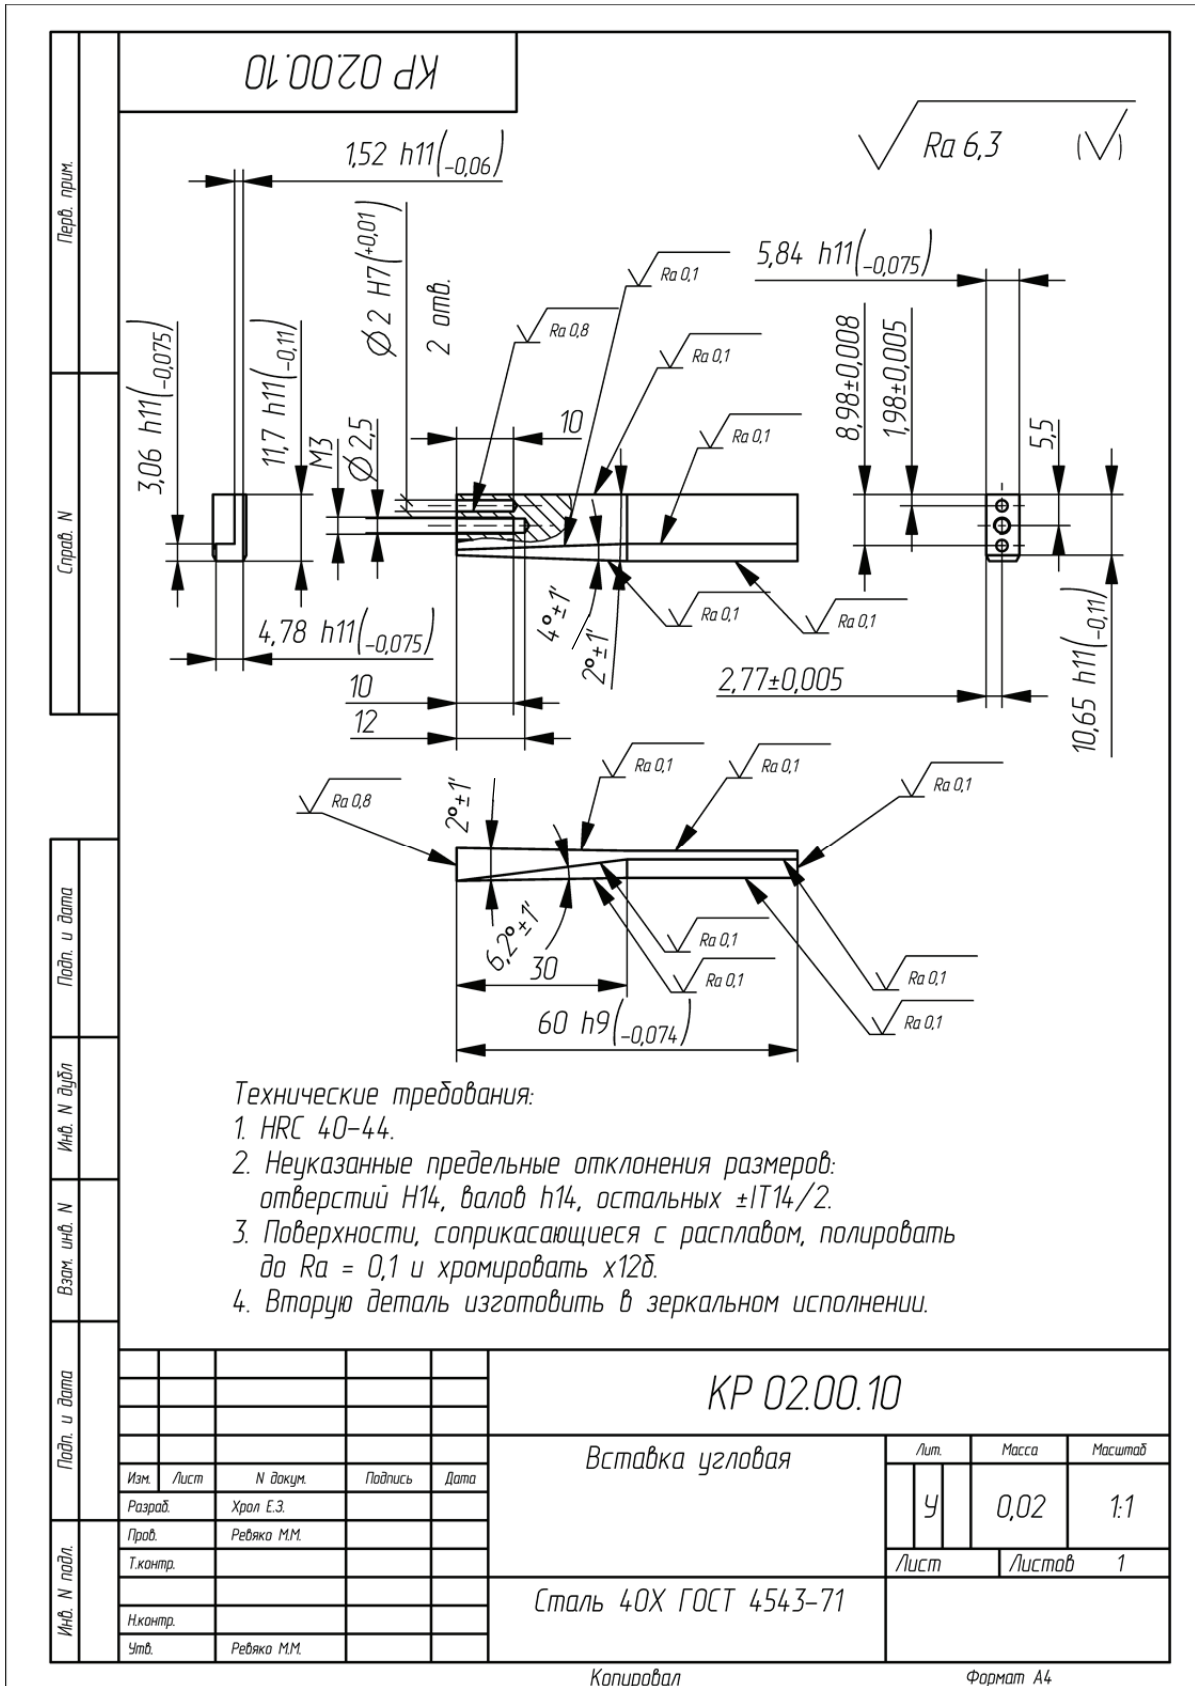 КР 02.00.10
Перв. прим.
Справ. N
Подп. и дата
Инв. N дубл
Взам. инв. N
Подп. и дата
Инв. N подл.
√ Ra 6,3 (√)
1,52 h11(-0,06)
3,06 h11(-0,075)
11,7 h11(-0,11)
M3
Ø 2,5
Ø 2 H7(+0,01)
2 отв.
Ra 0,8
Ra 0,1
Ra 0,1
Ra 0,1
10
4°±1'
2°±1'
Ra 0,1
Ra 0,1
4,78 h11(-0,075)
10
12
5,84 h11(-0,075)
8,98±0,008
1,98±0,005
5,5
10,65 h11(-0,11)
2,77±0,005
Ra 0,8
2°±1'
Ra 0,1
Ra 0,1
Ra 0,1
6,2°±1'
Ra 0,1
Ra 0,1
Ra 0,1
Ra 0,1
30
60 h9(-0,074)
Технические требования:
1. HRC 40-44.
2. Неуказанные предельные отклонения размеров:
отверстий H14, валов h14, остальных ±IT14/2.
3. Поверхности, соприкасающиеся с расплавом, полировать
до Ra = 0,1 и хромировать х12б.
4. Вторую деталь изготовить в зеркальном исполнении.
КР 02.00.10
Вставка угловая
Лит. Масса Масштаб
У 0,02 1:1
Лист Листов 1
Сталь 40Х ГОСТ 4543-71
Изм. Лист N докум. Подпись Дата
Разраб. Хрол Е.З.
Пров. Ревяко М.М.
Т.контр.
Н.контр.
Утв. Ревяко М.М.
Копировал Формат А4